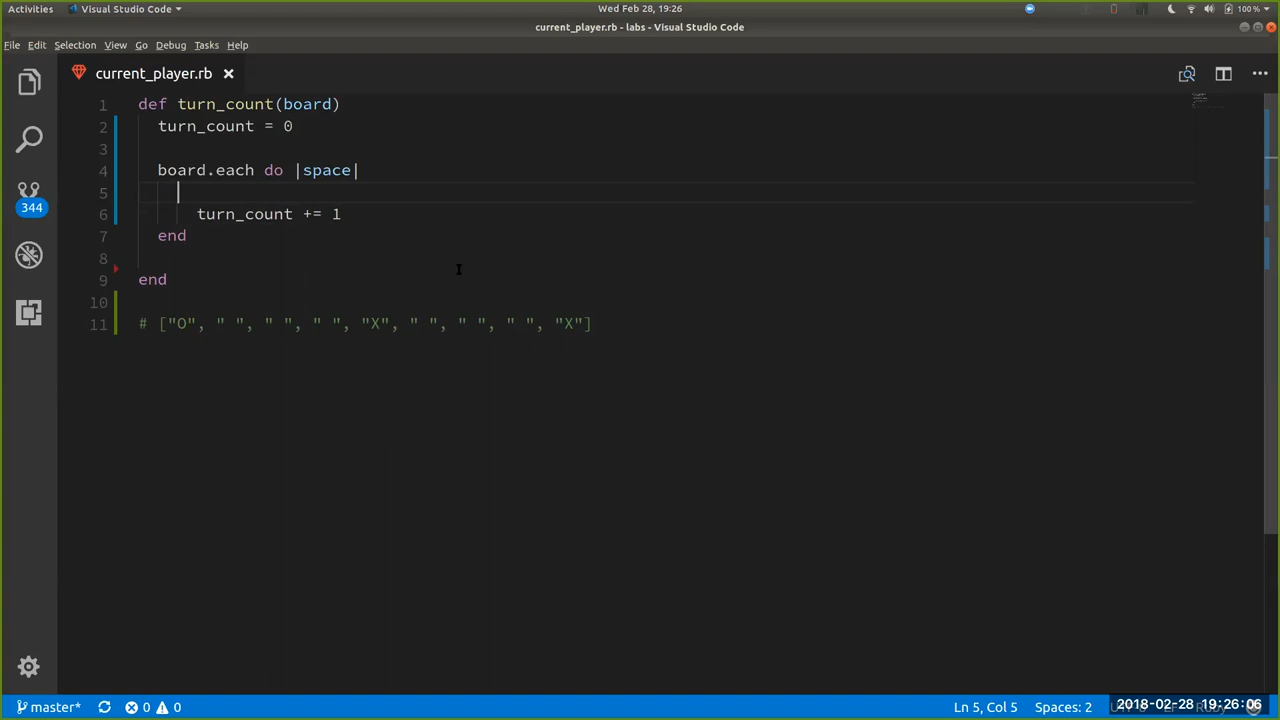 Activities Visual Studio Code Wed Feb 28, 19:26 100 %
current_player.rb - labs - Visual Studio Code
File Edit Selection View Go Debug Tasks Help
current_player.rb
1 def turn_count(board)
2 turn_count = 0
3
4 board.each do |space|
5
6 turn_count += 1
7 end
8
9 end
10
11 # ["O", " ", " ", " ", "X", " ", " ", " ", "X"]
344
master* 0 0 Ln 5, Col 5 Spaces: 2 2018-02-28 19:26:06